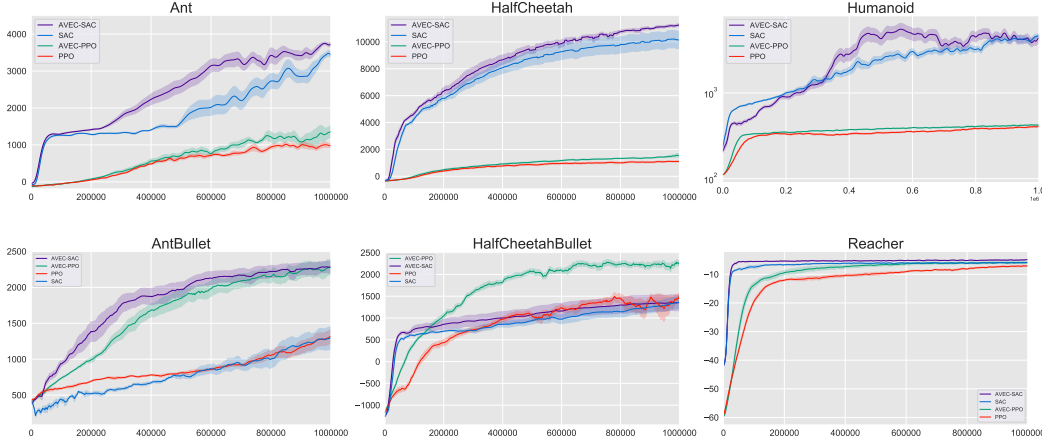 Ant
AVEC-SAC
SAC
AVEC-PPO
PPO
4000
3000
2000
1000
0
0 200000 400000 600000 800000 1000000
HalfCheetah
AVEC-SAC
SAC
AVEC-PPO
PPO
10000
8000
6000
4000
2000
0
0 200000 400000 600000 800000 1000000
Humanoid
AVEC-SAC
SAC
AVEC-PPO
PPO
10³
10²
0.0 0.2 0.4 0.6 0.8 1.0
1e6
AntBullet
AVEC-SAC
AVEC-PPO
PPO
SAC
2500
2000
1500
1000
500
0 200000 400000 600000 800000 1000000
HalfCheetahBullet
AVEC-PPO
AVEC-SAC
PPO
SAC
2500
2000
1500
1000
500
0
−500
−1000
0 200000 400000 600000 800000 1000000
Reacher
−10
−20
−30
−40
−50
−60
AVEC-SAC
SAC
AVEC-PPO
PPO
0 200000 400000 600000 800000 1000000